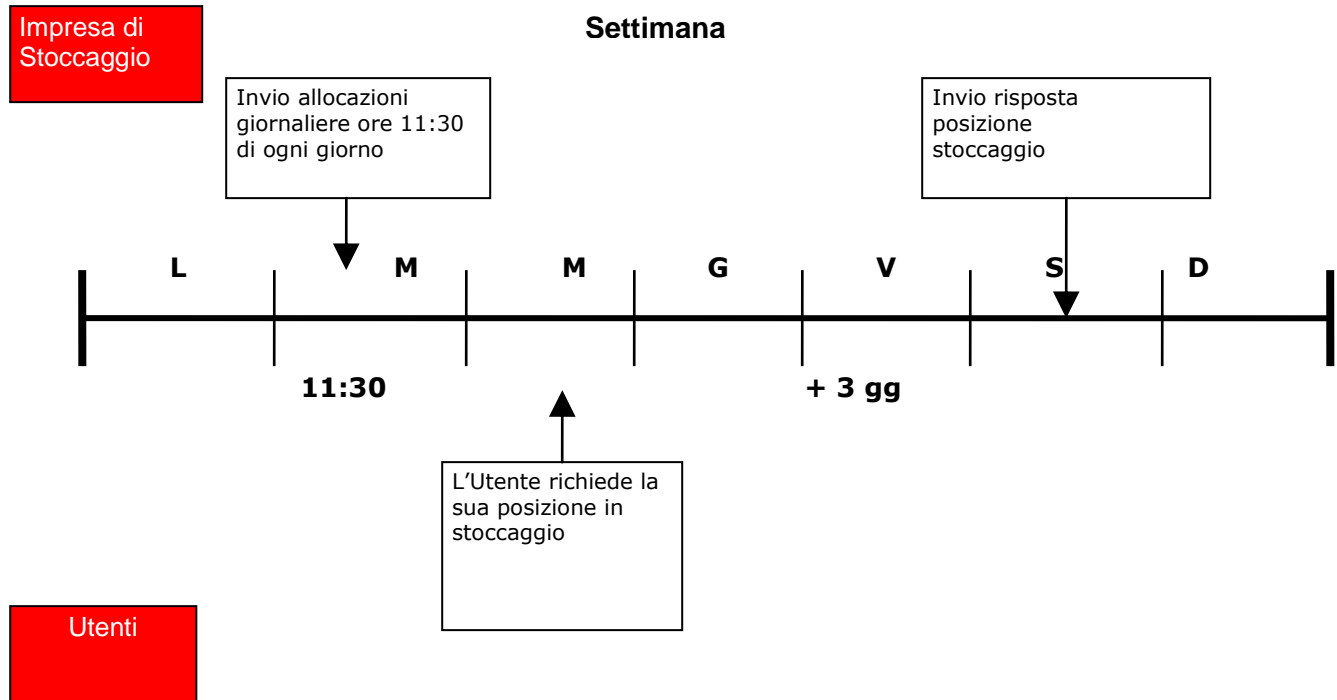 Impresa di
Stoccaggio
Settimana
Invio allocazioni
giornaliere ore 11:30
di ogni giorno
Invio risposta
posizione
stoccaggio
L M M G V S D
11:30 + 3 gg
L’Utente richiede la
sua posizione in
stoccaggio
Utenti